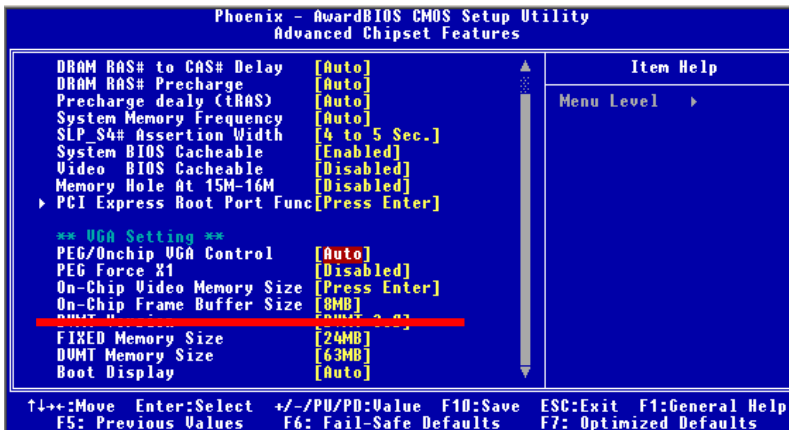 Phoenix - AwardBIOS CMOS Setup Utility
Advanced Chipset Features
DRAM RAS# to CAS# Delay [Auto]
DRAM RAS# Precharge [Auto]
Precharge dealy (tRAS) [Auto]
System Memory Frequency [Auto]
SLP_S4# Assertion Width [4 to 5 Sec.]
System BIOS Cacheable [Enabled]
Video BIOS Cacheable [Disabled]
Memory Hole At 15M-16M [Disabled]
PCI Express Root Port Func[Press Enter]
** VGA Setting **
PEG/Onchip VGA Control [Auto]
PEG Force X1 [Disabled]
On-Chip Video Memory Size [Press Enter]
On-Chip Frame Buffer Size [8MB]
DVMT Version [DVMT 3.0]
FIXED Memory Size [24MB]
DVMT Memory Size [63MB]
Boot Display [Auto]
Item Help
Menu Level
↑↓→←:Move Enter:Select +/-/PU/PD:Value F10:Save ESC:Exit F1:General Help
F5: Previous Values F6: Fail-Safe Defaults F7: Optimized Defaults